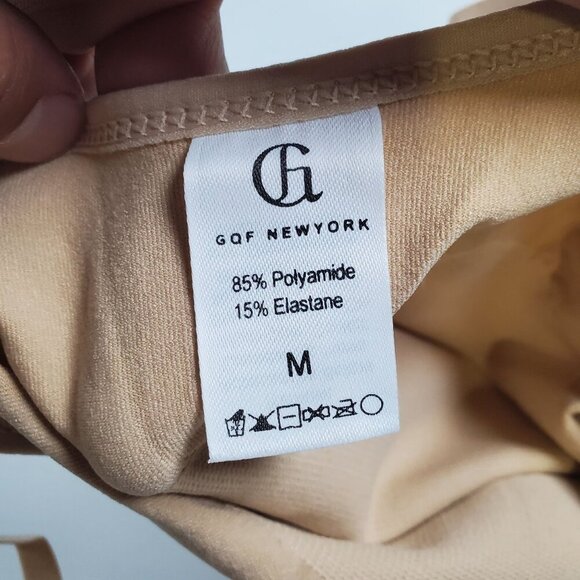 GQF NEWYORK
85% Polyamide
15% Elastane
M